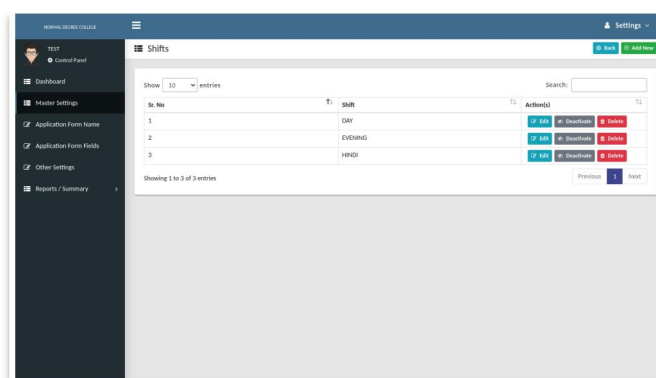 NORMAL DEGREE COLLEGE
Settings
TEST
Control Panel
Shifts
Back
Add New
Dashboard
Master Settings
Application Form Name
Application Form Fields
Other Settings
Reports / Summary
Show 10 entries
Search:
Sr. No Shift Action(s)
1 DAY Edit Deactivate Delete
2 EVENING Edit Deactivate Delete
3 HINDI Edit Deactivate Delete
Showing 1 to 3 of 3 entries
Previous 1 Next